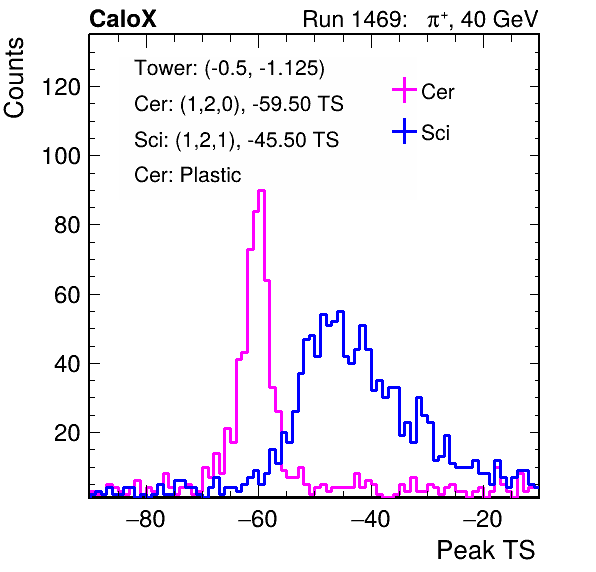 CaloX Run 1469: π⁺, 40 GeV
Counts
Tower: (-0.5, -1.125)
Cer: (1,2,0), -59.50 TS
Sci: (1,2,1), -45.50 TS
Cer: Plastic
Cer
Sci
120
100
80
60
40
20
−80 −60 −40 −20
Peak TS